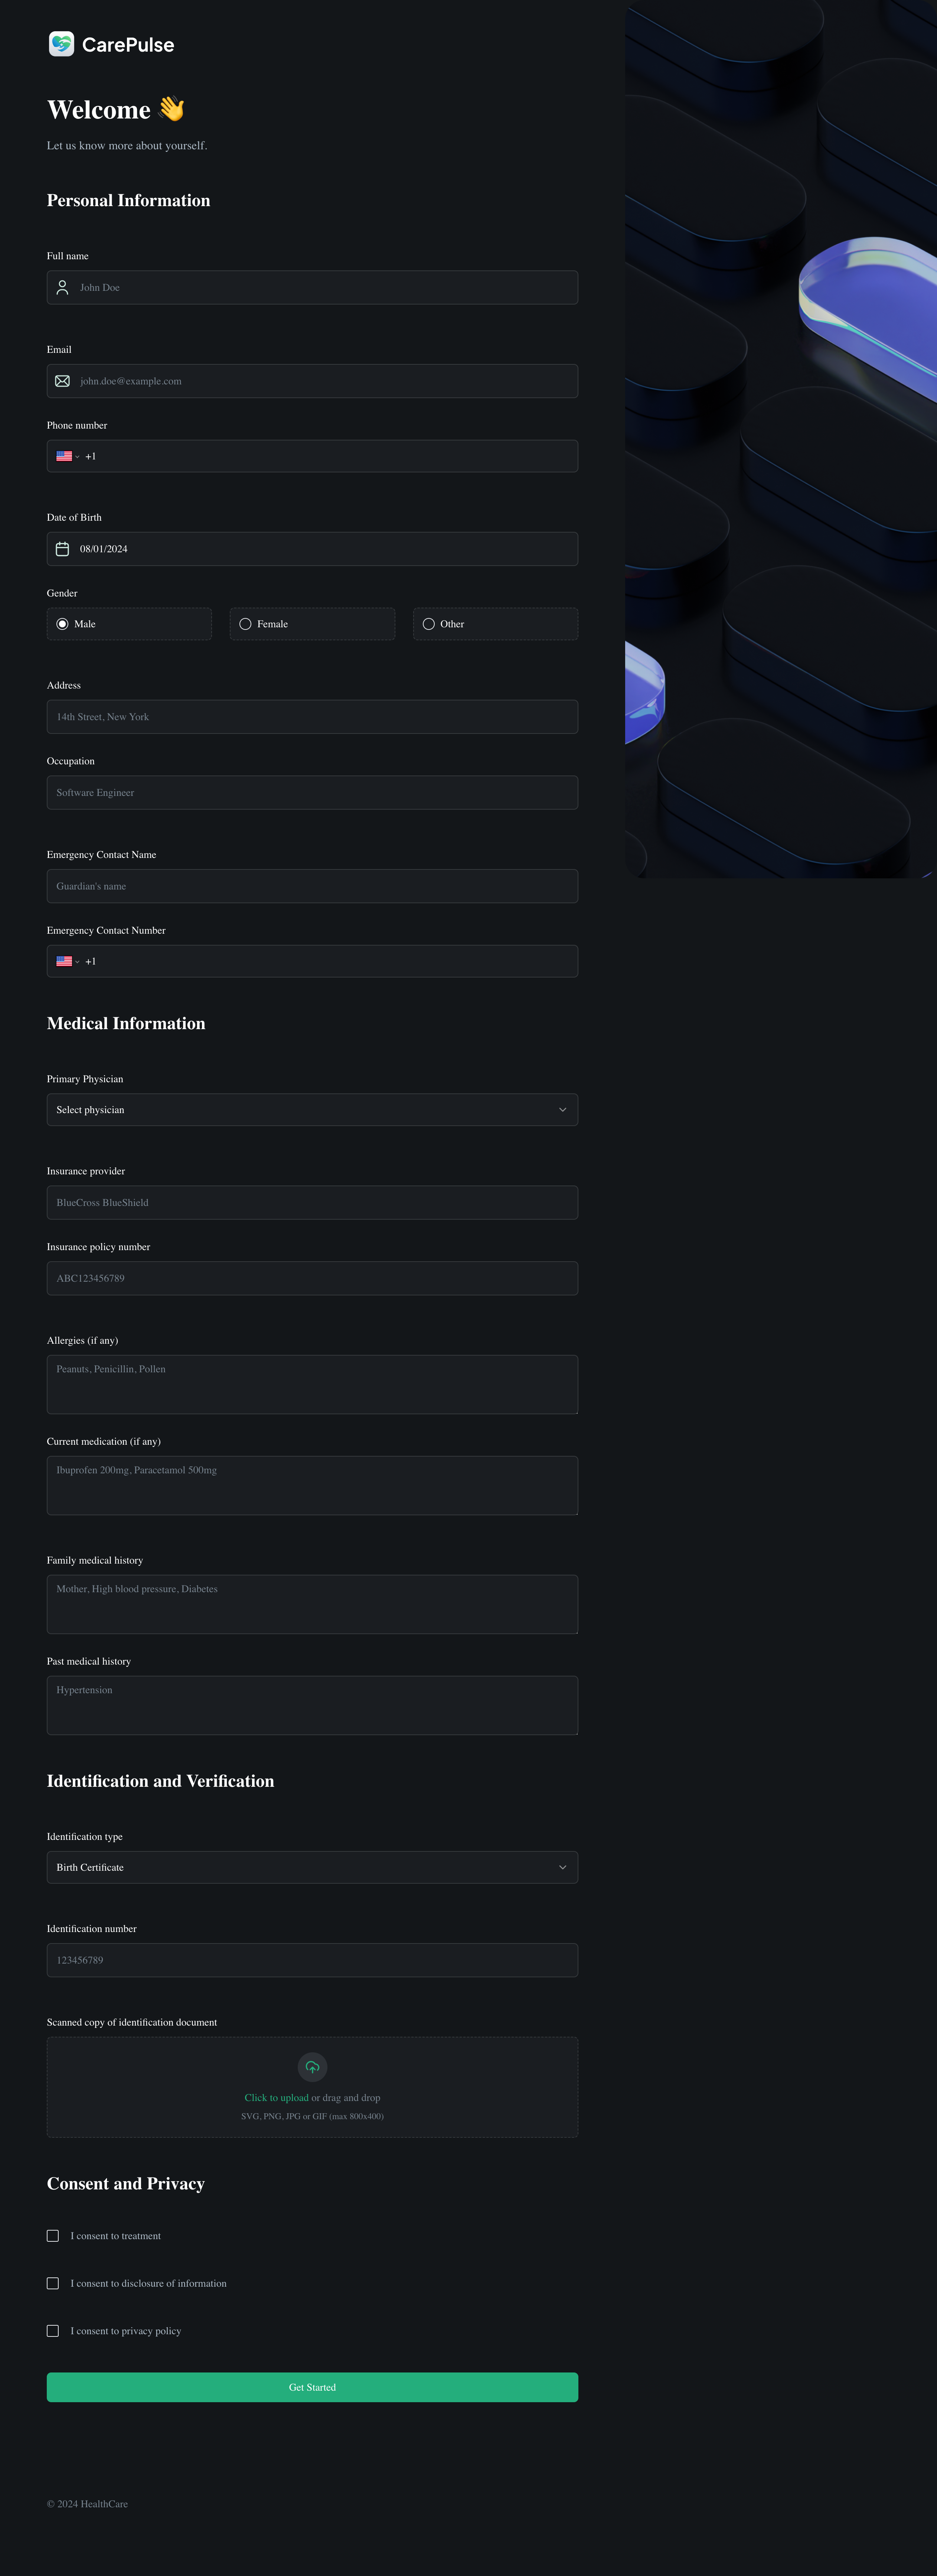 CarePulse
Welcome 👋
Let us know more about yourself.
Personal Information
Full name
John Doe
Email
john.doe@example.com
Phone number
+1
Date of Birth
08/01/2024
Gender
Male
Female
Other
Address
14th Street, New York
Occupation
Software Engineer
Emergency Contact Name
Guardian's name
Emergency Contact Number
+1
Medical Information
Primary Physician
Select physician
Insurance provider
BlueCross BlueShield
Insurance policy number
ABC123456789
Allergies (if any)
Peanuts, Penicillin, Pollen
Current medication (if any)
Ibuprofen 200mg, Paracetamol 500mg
Family medical history
Mother, High blood pressure, Diabetes
Past medical history
Hypertension
Identification and Verification
Identification type
Birth Certificate
Identification number
123456789
Scanned copy of identification document
Click to upload or drag and drop
SVG, PNG, JPG or GIF (max 800x400)
Consent and Privacy
I consent to treatment
I consent to disclosure of information
I consent to privacy policy
Get Started
© 2024 HealthCare